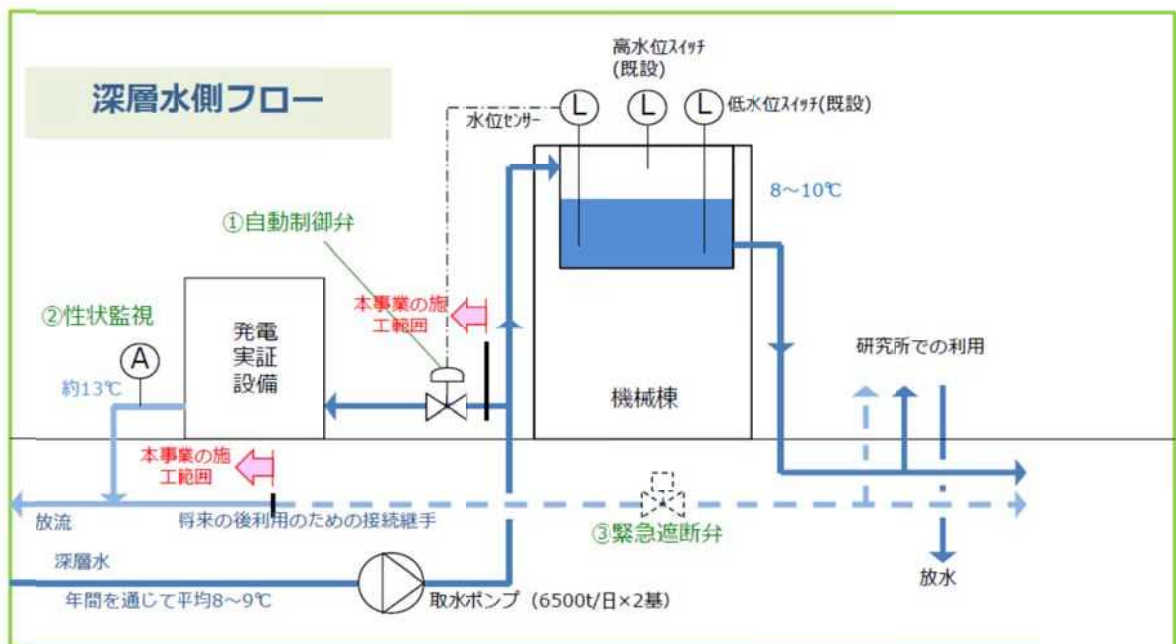 深層水側フロー
高水位ｽｲｯﾁ
(既設)
水位ｾﾝｻｰ
L
L
L
低水位ｽｲｯﾁ(既設)
8～10℃
①自動制御弁
本事業の施
工範囲
②性状監視
A
約13℃
発電
実証
設備
機械棟
研究所での利用
本事業の施
工範囲
放流
将来の後利用のための接続継手
③緊急遮断弁
放水
深層水
年間を通じて平均8～9℃
取水ポンプ（6500t/日×2基）